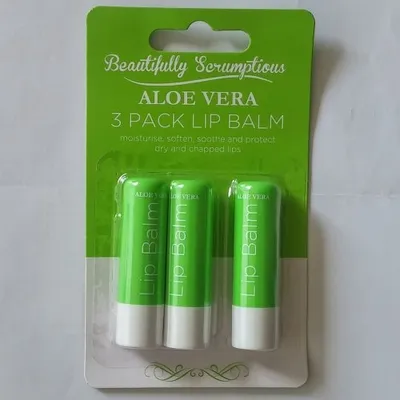 Beautifully Scrumptious
ALOE VERA
3 PACK LIP BALM
moisturise, soften, soothe and protect
dry and chapped lips
ALOE VERA
Lip Balm
ALOE VERA
Lip Balm
ALOE VERA
Lip Balm